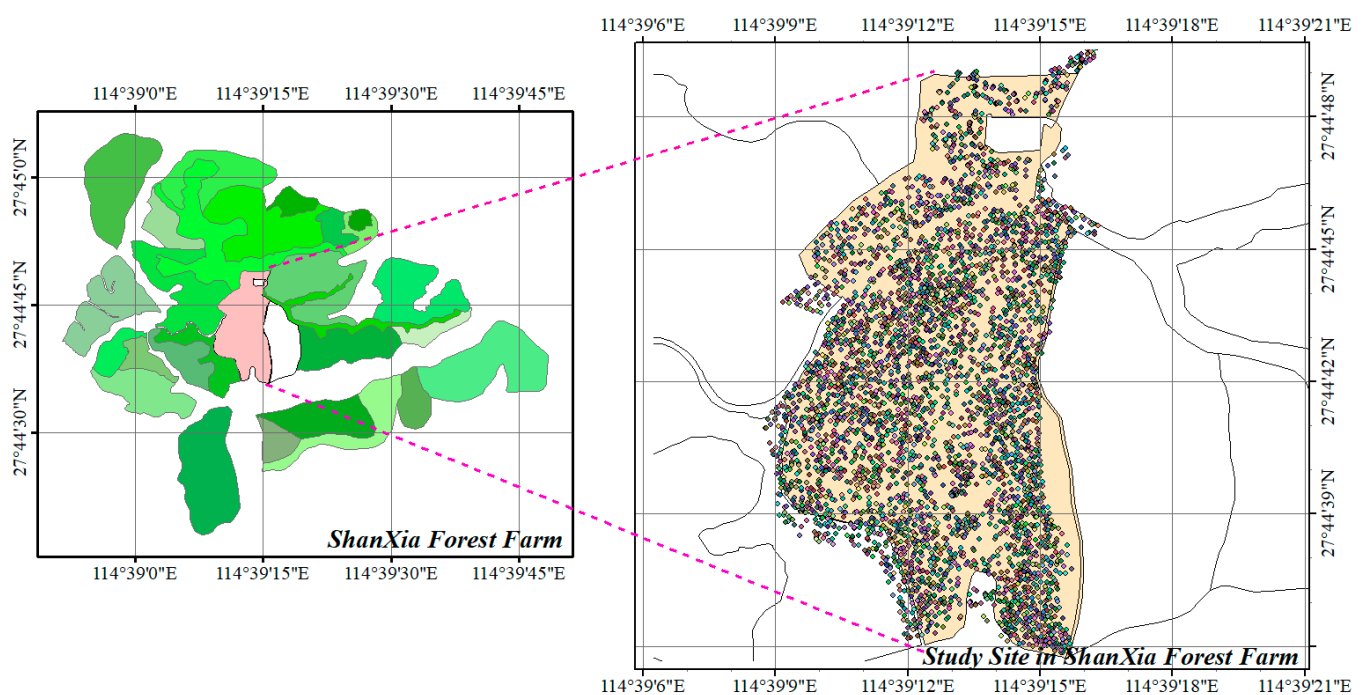 114°39'0"E 114°39'15"E 114°39'30"E 114°39'45"E
27°45'0"N
27°44'45"N
27°44'30"N
ShanXia Forest Farm
114°39'0"E 114°39'15"E 114°39'30"E 114°39'45"E
114°39'6"E 114°39'9"E 114°39'12"E 114°39'15"E 114°39'18"E 114°39'21"E
27°44'48"N
27°44'45"N
27°44'42"N
27°44'39"N
Study Site in ShanXia Forest Farm
114°39'6"E 114°39'9"E 114°39'12"E 114°39'15"E 114°39'18"E 114°39'21"E